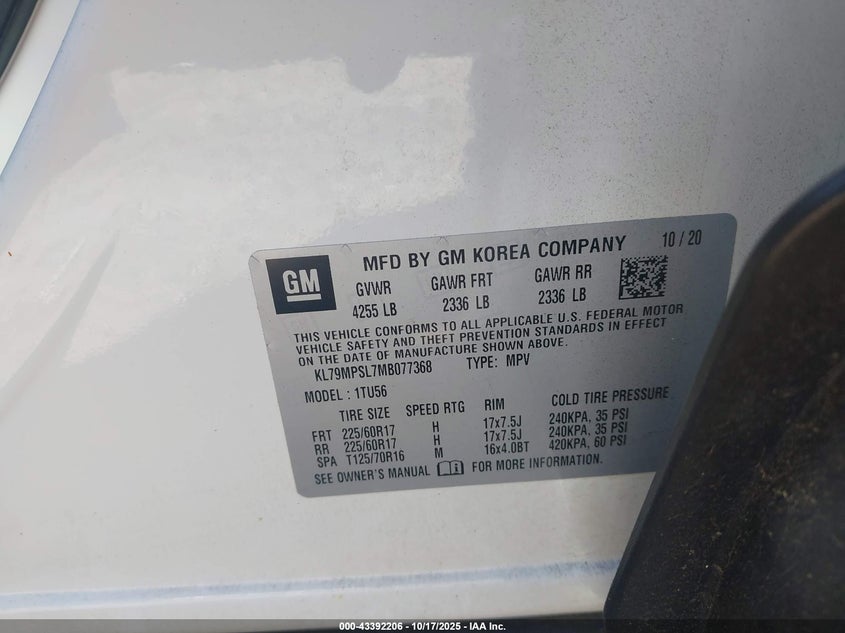 GM
MFD BY GM KOREA COMPANY 10 / 20
GVWR GAWR FRT GAWR RR
4255 LB 2336 LB 2336 LB
THIS VEHICLE CONFORMS TO ALL APPLICABLE U.S. FEDERAL MOTOR
VEHICLE SAFETY AND THEFT PREVENTION STANDARDS IN EFFECT
ON THE DATE OF MANUFACTURE SHOWN ABOVE.
KL79MPSL7MB077368 TYPE: MPV
MODEL : 1TU56
TIRE SIZE SPEED RTG RIM COLD TIRE PRESSURE
FRT 225/60R17 H 17x7.5J 240KPA, 35 PSI
RR 225/60R17 H 17x7.5J 240KPA, 35 PSI
SPA T125/70R16 M 16x4.0BT 420KPA, 60 PSI
SEE OWNER'S MANUAL FOR MORE INFORMATION.
000-43392206 - 10/17/2025 - IAA Inc.